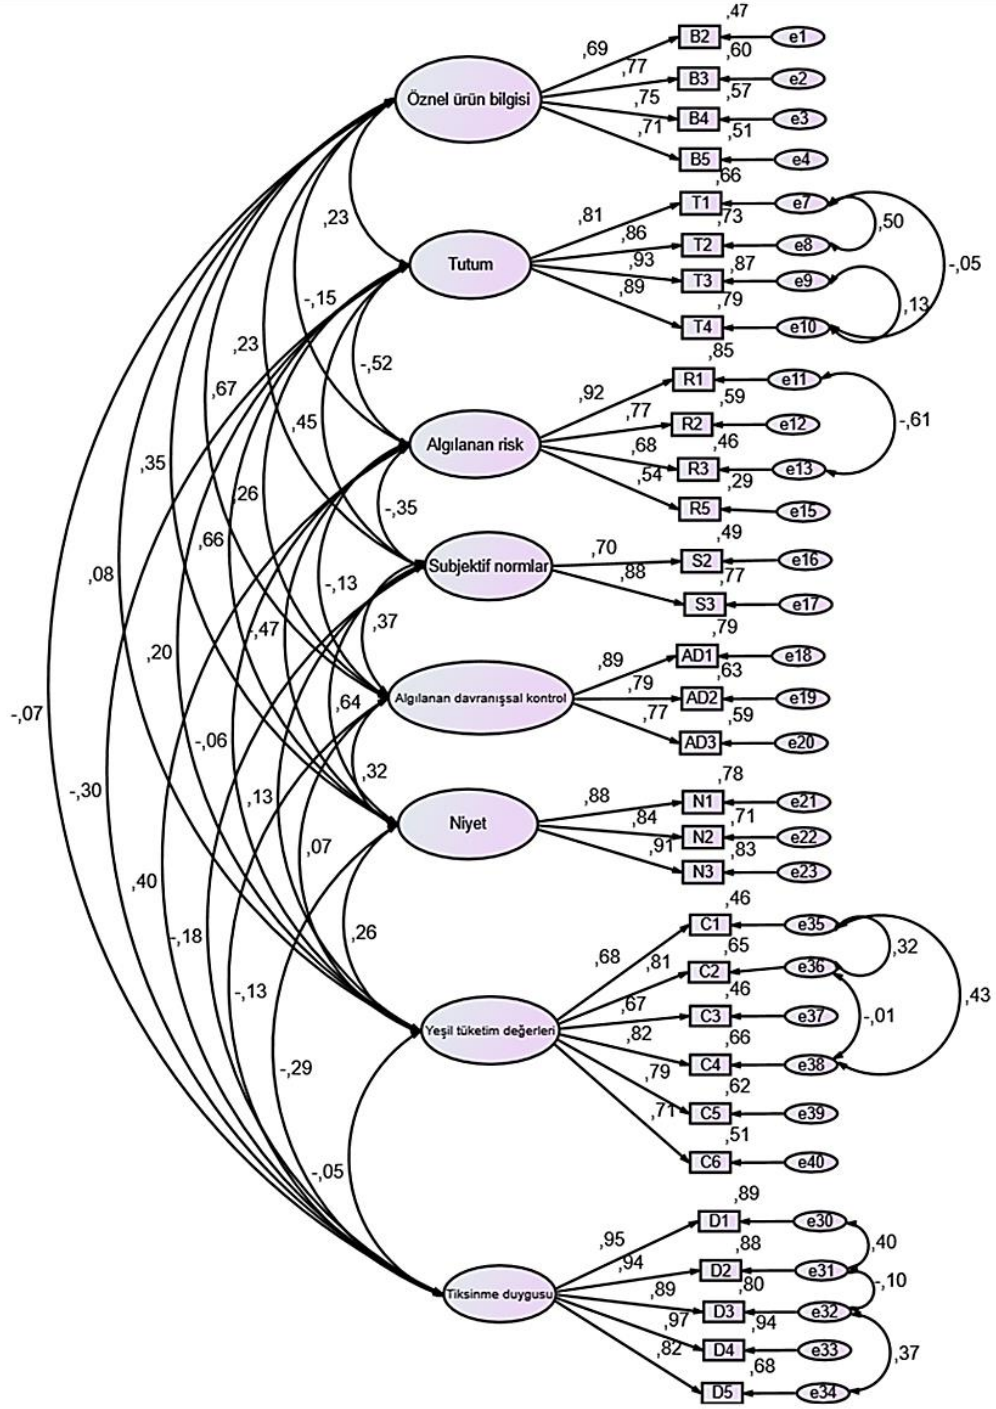 ,47
,69
B2
e1
,60
,77
B3
e2
,57
Öznel ürün bilgisi
,75
B4
e3
,51
,71
B5
e4
,66
,81
T1
e7
,73
,50
,23
,86
T2
e8
Tutum
,93
,87
T3
e9
-,05
,89
,79
,13
T4
e10
-,15
,85
,23
-,52
R1
e11
,92
,59
,67
,77
R2
e12
-,61
,45
Algılanan risk
,68
,46
R3
e13
,35
,54
,29
,26
R5
e15
-,35
,49
,66
,70
S2
e16
Subjektif normlar
,88
,77
,08
-,13
S3
e17
,37
-,47
,79
,20
,89
AD1
e18
,63
,79
Algılanan davranışsal kontrol
AD2
e19
,64
,77
,59
-,07
-,06
AD3
e20
,32
,78
-,30
,88
N1
e21
,13
,84
,71
Niyet
N2
e22
,07
,91
,83
N3
e23
,40
,46
C1
e35
-,18
,26
,68
,65
,32
,81
C2
e36
-,13
,67
,46
,43
C3
e37
-,01
Yeşil tüketim değerleri
,82
,66
C4
e38
-,29
,79
,62
,71
C5
e39
,51
-,05
C6
e40
,89
D1
e30
,95
,88
,40
,94
D2
e31
-,10
Tiksinme duygusu
,89
,80
D3
e32
,97
,94
,82
D4
e33
,37
,68
D5
e34